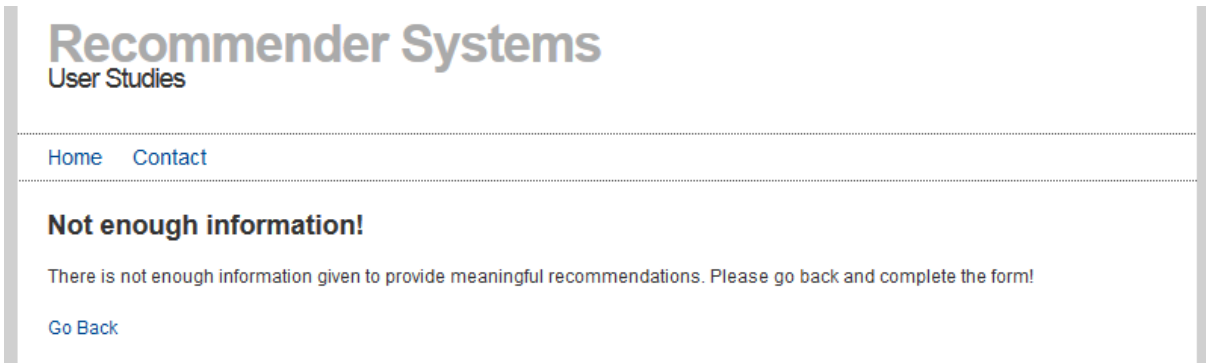 Recommender Systems
User Studies
Home Contact
Not enough information!
There is not enough information given to provide meaningful recommendations. Please go back and complete the form!
Go Back